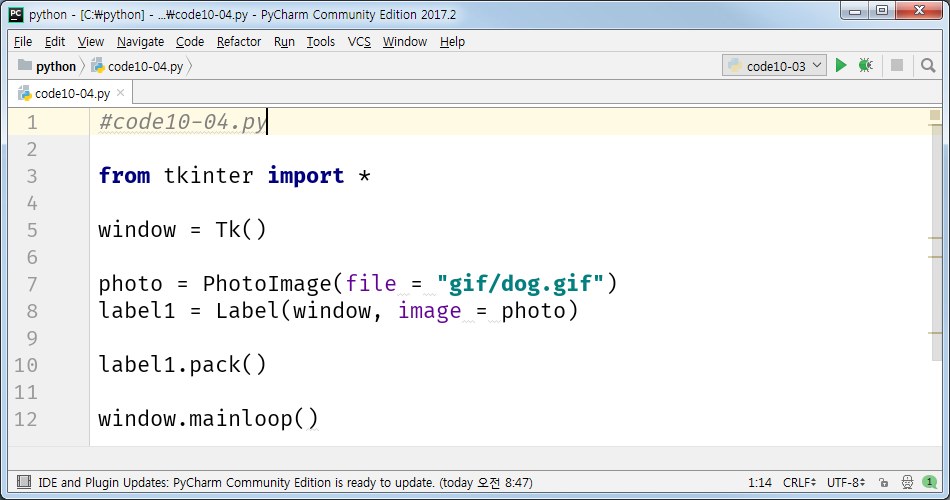 PC python - [C:₩python] - ...₩code10-04.py - PyCharm Community Edition 2017.2
File Edit View Navigate Code Refactor Run Tools VCS Window Help
python code10-04.py code10-03
code10-04.py
1 #code10-04.py
2
3 from tkinter import *
4
5 window = Tk()
6
7 photo = PhotoImage(file = "gif/dog.gif")
8 label1 = Label(window, image = photo)
9
10 label1.pack()
11
12 window.mainloop()
IDE and Plugin Updates: PyCharm Community Edition is ready to update. (today 오전 8:47) 1:14 CRLF UTF-8 1